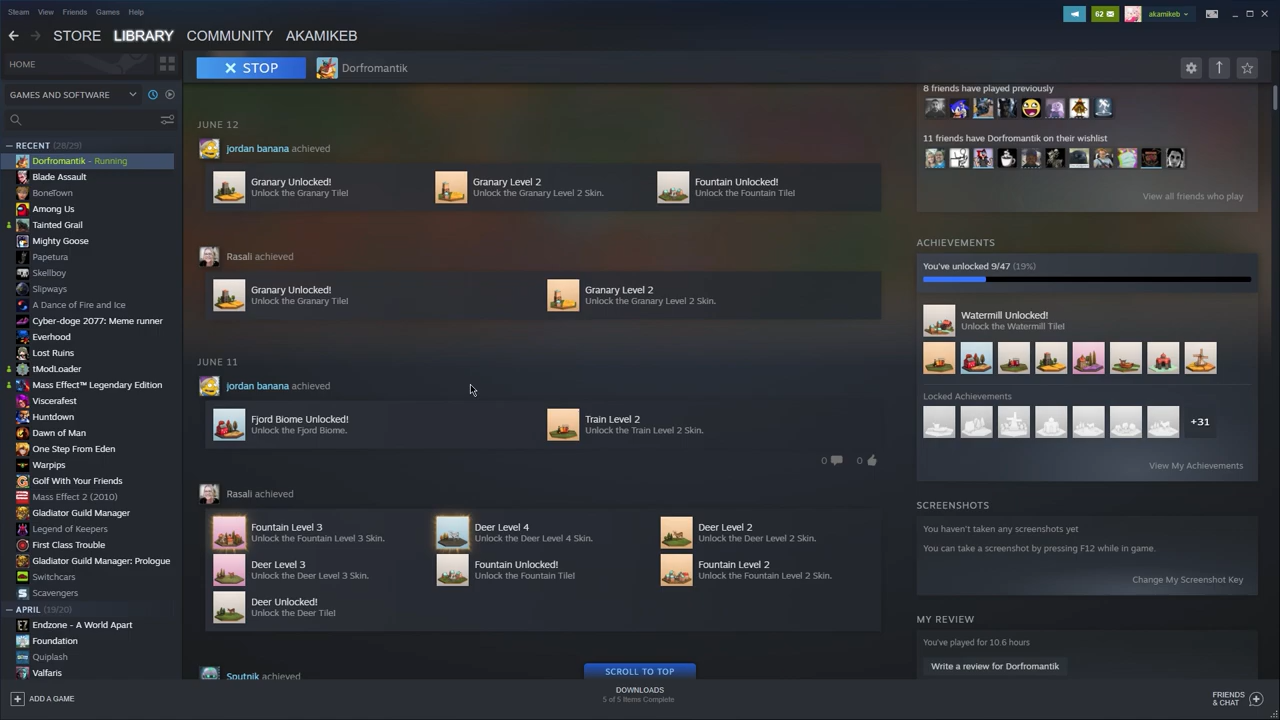 Steam View Friends Games Help
62
akamikeb
STORE LIBRARY COMMUNITY AKAMIKEB
HOME
GAMES AND SOFTWARE
RECENT (28/29)
Dorfromantik - Running
Blade Assault
BoneTown
Among Us
Tainted Grail
Mighty Goose
Papetura
Skellboy
Slipways
A Dance of Fire and Ice
Cyber-doge 2077: Meme runner
Everhood
Lost Ruins
tModLoader
Mass Effect™ Legendary Edition
Viscerafest
Huntdown
Dawn of Man
One Step From Eden
Warpips
Golf With Your Friends
Mass Effect 2 (2010)
Gladiator Guild Manager
Legend of Keepers
First Class Trouble
Gladiator Guild Manager: Prologue
Switchcars
Scavengers
APRIL (19/20)
Endzone - A World Apart
Foundation
Quiplash
Valfaris
ADD A GAME
STOP
Dorfromantik
JUNE 12
jordan banana achieved
Granary Unlocked!
Unlock the Granary Tile!
Granary Level 2
Unlock the Granary Level 2 Skin.
Fountain Unlocked!
Unlock the Fountain Tile!
Rasali achieved
Granary Unlocked!
Unlock the Granary Tile!
Granary Level 2
Unlock the Granary Level 2 Skin.
JUNE 11
jordan banana achieved
Fjord Biome Unlocked!
Unlock the Fjord Biome.
Train Level 2
Unlock the Train Level 2 Skin.
0 0
Rasali achieved
Fountain Level 3
Unlock the Fountain Level 3 Skin.
Deer Level 4
Unlock the Deer Level 4 Skin.
Deer Level 2
Unlock the Deer Level 2 Skin.
Deer Level 3
Unlock the Deer Level 3 Skin.
Fountain Unlocked!
Unlock the Fountain Tile!
Fountain Level 2
Unlock the Fountain Level 2 Skin.
Deer Unlocked!
Unlock the Deer Tile!
Sputnik achieved
SCROLL TO TOP
DOWNLOADS
5 of 5 Items Complete
8 friends have played previously
11 friends have Dorfromantik on their wishlist
View all friends who play
ACHIEVEMENTS
You've unlocked 9/47 (19%)
Watermill Unlocked!
Unlock the Watermill Tile!
Locked Achievements
+31
View My Achievements
SCREENSHOTS
You haven't taken any screenshots yet
You can take a screenshot by pressing F12 while in game.
Change My Screenshot Key
MY REVIEW
You've played for 10.6 hours
Write a review for Dorfromantik
FRIENDS
& CHAT